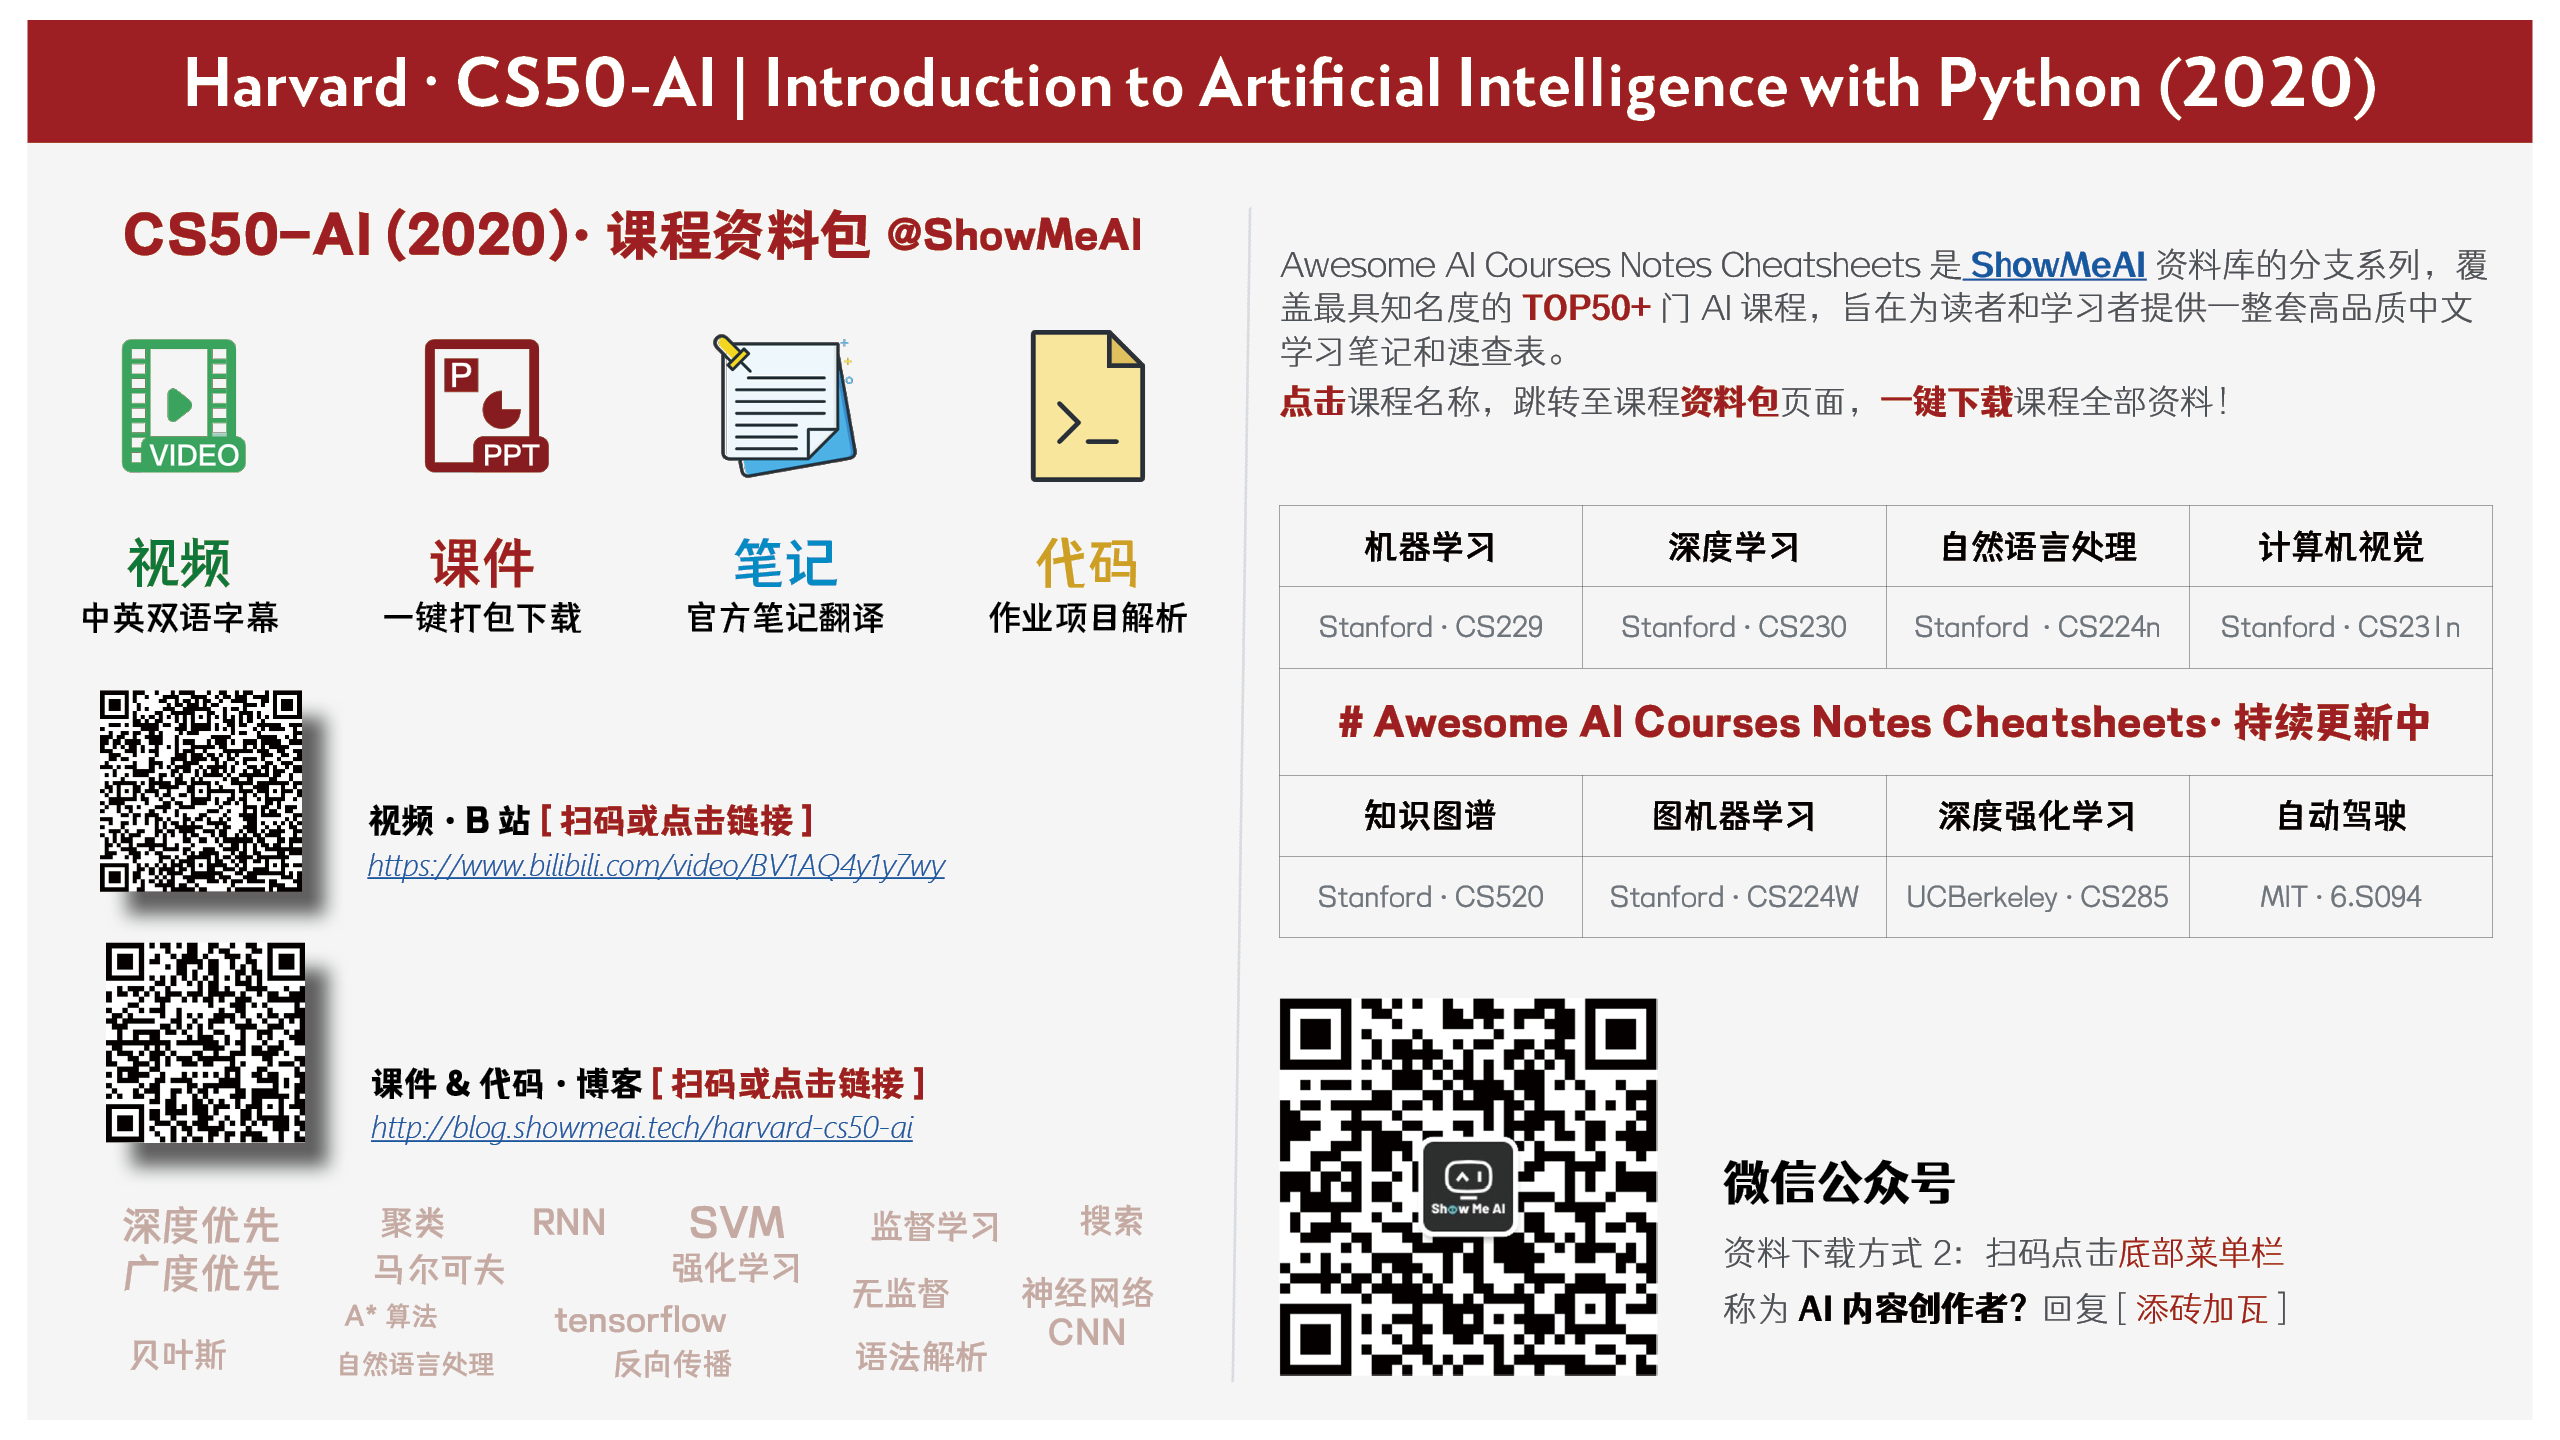 Harvard · CS50-AI | Introduction to Artificial Intelligence with Python (2020)
CS50-AI (2020)· 课程资料包 @ShowMeAI
VIDEO
P
PPT
视频
课件
笔记
代码
中英双语字幕
一键打包下载
官方笔记翻译
作业项目解析
视频 · B 站 [ 扫码或点击链接 ]
https://www.bilibili.com/video/BV1AQ4y1y7wy
课件 & 代码 · 博客 [ 扫码或点击链接 ]
http://blog.showmeai.tech/harvard-cs50-ai
深度优先
聚类
RNN
SVM
监督学习
搜索
广度优先
马尔可夫
强化学习
无监督
神经网络
A* 算法
tensorflow
CNN
贝叶斯
自然语言处理
反向传播
语法解析
Awesome AI Courses Notes Cheatsheets 是 ShowMeAI 资料库的分支系列，覆
盖最具知名度的 TOP50+ 门 AI 课程，旨在为读者和学习者提供一整套高品质中文
学习笔记和速查表。
点击课程名称，跳转至课程资料包页面，一键下载课程全部资料！
机器学习
深度学习
自然语言处理
计算机视觉
Stanford · CS229
Stanford · CS230
Stanford · CS224n
Stanford · CS231n
# Awesome AI Courses Notes Cheatsheets· 持续更新中
知识图谱
图机器学习
深度强化学习
自动驾驶
Stanford · CS520
Stanford · CS224W
UCBerkeley · CS285
MIT · 6.S094
Show Me AI
微信公众号
资料下载方式 2：扫码点击底部菜单栏
称为 AI 内容创作者？回复 [ 添砖加瓦 ]